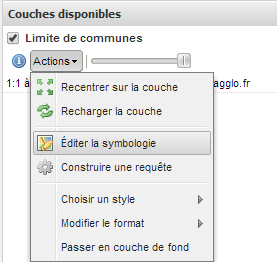 Couches disponibles
Limite de communes
Actions
1:1 à
agglo.fr
Recentrer sur la couche
Recharger la couche
Éditer la symbologie
Construire une requête
Choisir un style
Modifier le format
Passer en couche de fond